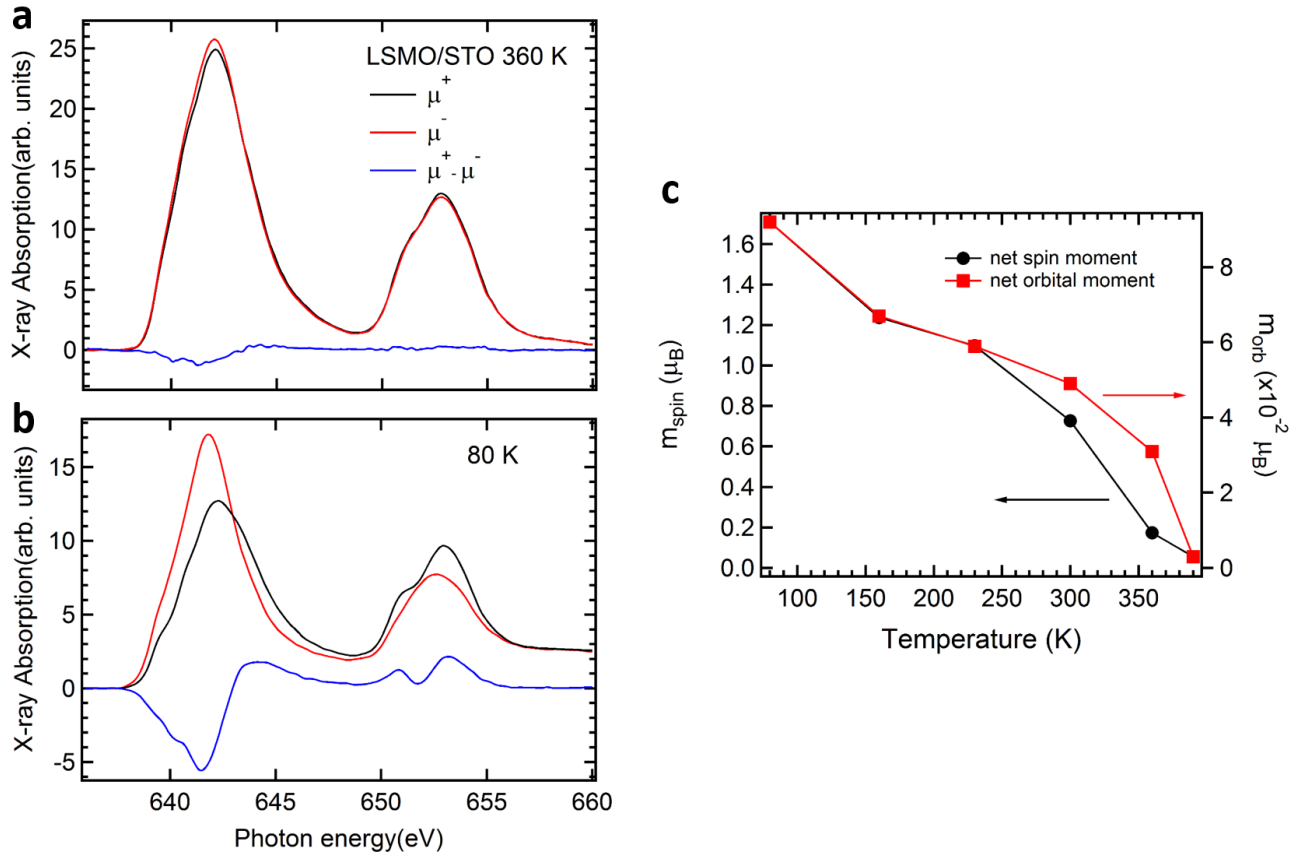 a
X-ray Absorption(arb. units)
25
20
15
10
5
0
LSMO/STO 360 K
μ+
μ-
μ+ - μ-
b
X-ray Absorption(arb. units)
15
10
5
0
-5
80 K
640 645 650 655 660
Photon energy(eV)
c
mspin (μB)
1.6
1.4
1.2
1.0
0.8
0.6
0.4
0.2
0.0
net spin moment
net orbital moment
8
6
4
2
0
morb (x10-2 μB)
100 150 200 250 300 350
Temperature (K)